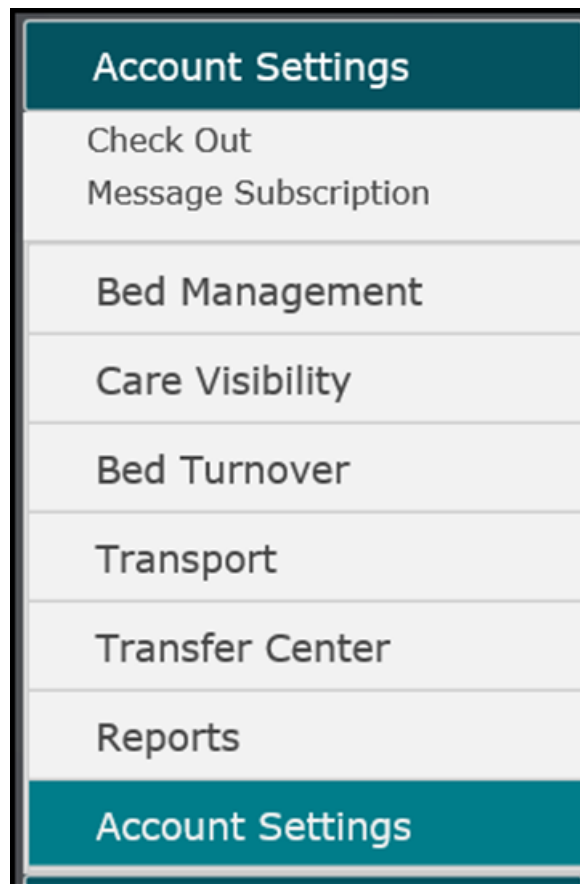 Account Settings
Check Out
Message Subscription
Bed Management
Care Visibility
Bed Turnover
Transport
Transfer Center
Reports
Account Settings